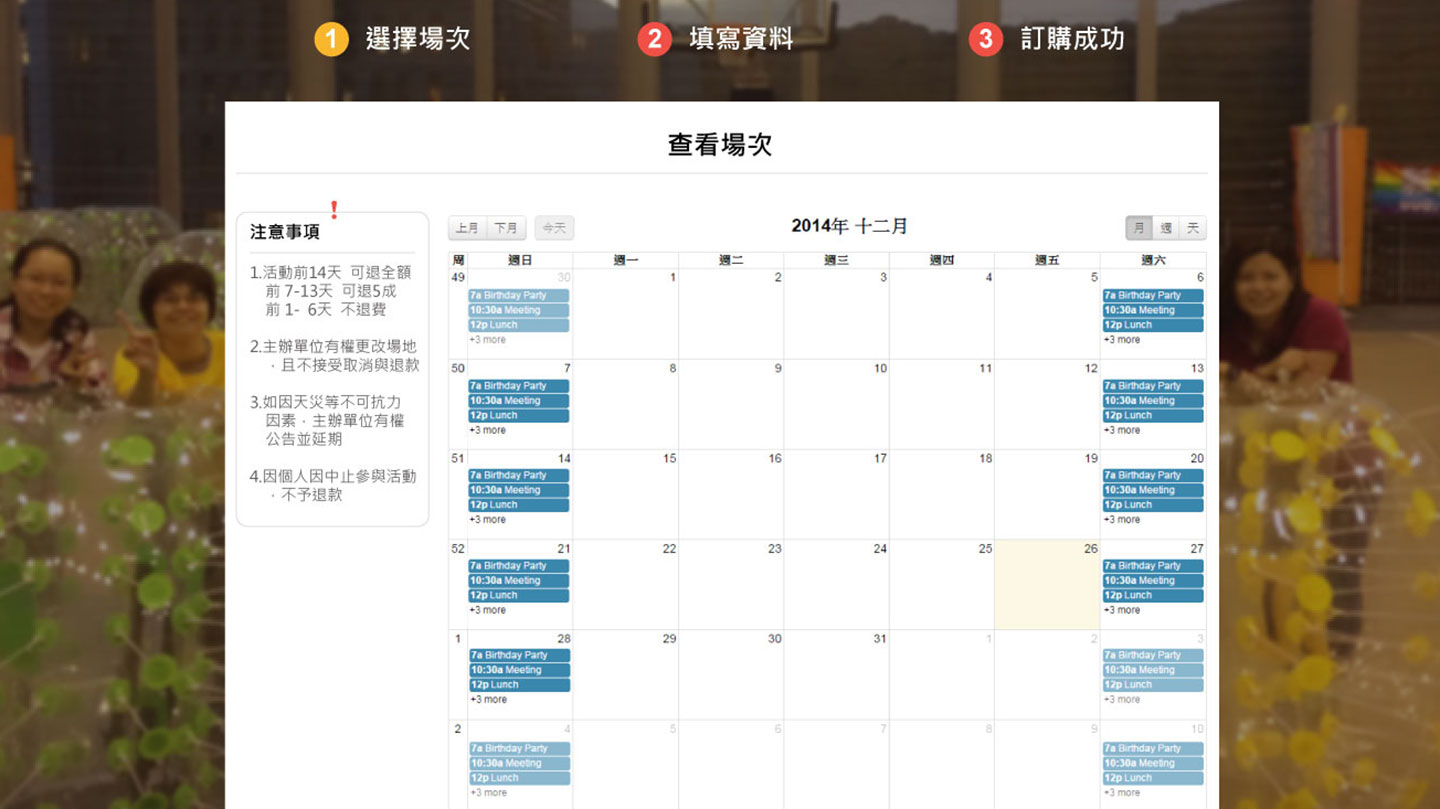 1 選擇場次
2 填寫資料
3 訂購成功
查看場次
!
注意事項
1.活動前14天 可退全額
前 7-13天 可退5成
前 1- 6天 不退費
2.主辦單位有權更改場地
，且不接受取消與退款
3.如因天災等不可抗力
因素，主辦單位有權
公告並延期
4.因個人因中止參與活動
，不予退款
上月 下月 今天
2014年 十二月
月 週 天
周 週日 週一 週二 週三 週四 週五 週六
49 30 1 2 3 4 5 6
7a Birthday Party 7a Birthday Party
10:30a Meeting 10:30a Meeting
12p Lunch 12p Lunch
+3 more +3 more
50 7 8 9 10 11 12 13
7a Birthday Party 7a Birthday Party
10:30a Meeting 10:30a Meeting
12p Lunch 12p Lunch
+3 more +3 more
51 14 15 16 17 18 19 20
7a Birthday Party 7a Birthday Party
10:30a Meeting 10:30a Meeting
12p Lunch 12p Lunch
+3 more +3 more
52 21 22 23 24 25 26 27
7a Birthday Party 7a Birthday Party
10:30a Meeting 10:30a Meeting
12p Lunch 12p Lunch
+3 more +3 more
1 28 29 30 31 1 2 3
7a Birthday Party 7a Birthday Party
10:30a Meeting 10:30a Meeting
12p Lunch 12p Lunch
+3 more +3 more
2 4 5 6 7 8 9 10
7a Birthday Party 7a Birthday Party
10:30a Meeting 10:30a Meeting
12p Lunch 12p Lunch
+3 more +3 more